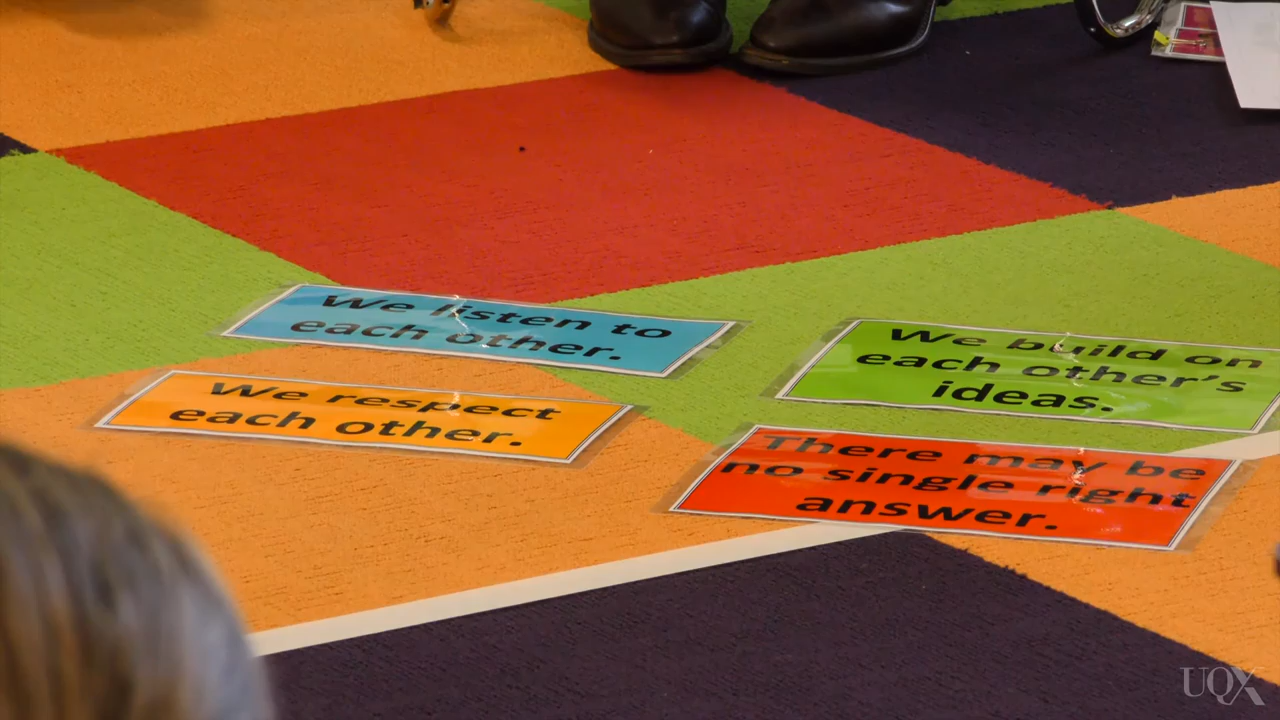 We listen to
each other.
We build on
each other's
ideas.
We respect
each other.
There may be
no single right
answer.
UQX